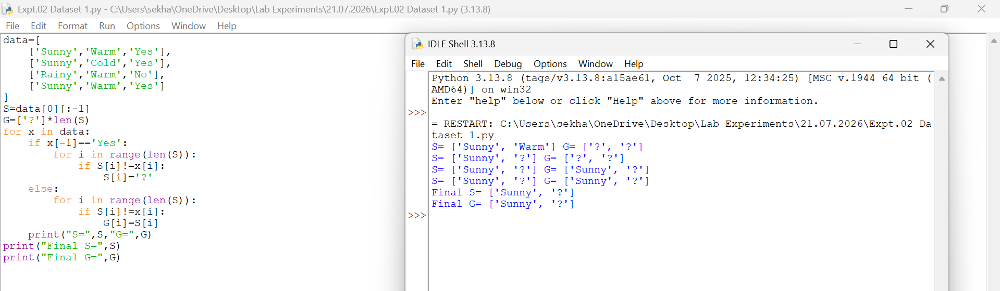 Expt.02 Dataset 1.py - C:\Users\sekha\OneDrive\Desktop\Lab Experiments\21.07.2026\Expt.02 Dataset 1.py (3.13.8)
File Edit Format Run Options Window Help
data=[
    ['Sunny','Warm','Yes'],
    ['Sunny','Cold','Yes'],
    ['Rainy','Warm','No'],
    ['Sunny','Warm','Yes']
]
S=data[0][:-1]
G=['?']*len(S)
for x in data:
    if x[-1]=='Yes':
        for i in range(len(S)):
            if S[i]!=x[i]:
                S[i]='?'
    else:
        for i in range(len(S)):
            if S[i]!=x[i]:
                G[i]=S[i]
    print("S=",S,"G=",G)
print("Final S=",S)
print("Final G=",G)
IDLE Shell 3.13.8
File Edit Shell Debug Options Window Help
Python 3.13.8 (tags/v3.13.8:a15ae61, Oct  7 2025, 12:34:25) [MSC v.1944 64 bit (
AMD64)] on win32
Enter "help" below or click "Help" above for more information.
>>>
= RESTART: C:\Users\sekha\OneDrive\Desktop\Lab Experiments\21.07.2026\Expt.02 Da
taset 1.py
S= ['Sunny', 'Warm'] G= ['?', '?']
S= ['Sunny', '?'] G= ['?', '?']
S= ['Sunny', '?'] G= ['Sunny', '?']
S= ['Sunny', '?'] G= ['Sunny', '?']
Final S= ['Sunny', '?']
Final G= ['Sunny', '?']
>>>